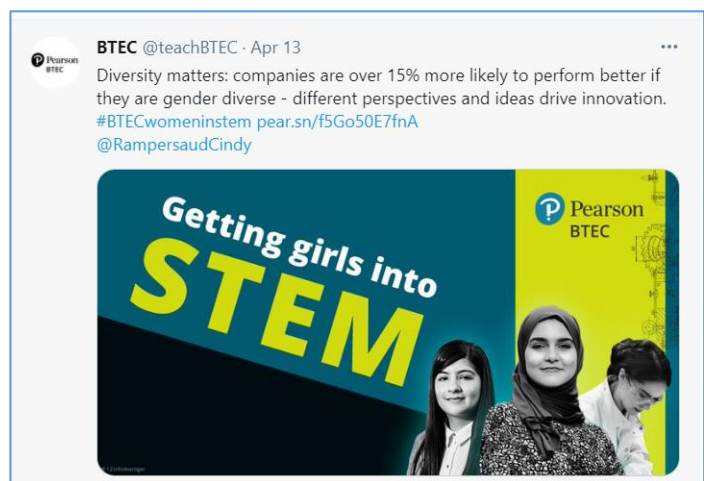 Pearson
BTEC
BTEC @teachBTEC · Apr 13
Diversity matters: companies are over 15% more likely to perform better if
they are gender diverse - different perspectives and ideas drive innovation.
#BTECwomeninstem pear.sn/f5Go50E7fnA
@RampersaudCindy
Getting girls into
STEM
Pearson
BTEC